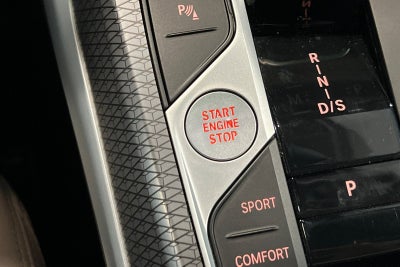 P
START
ENGINE
STOP
R
I
N
I
D/S
P
SPORT
COMFORT